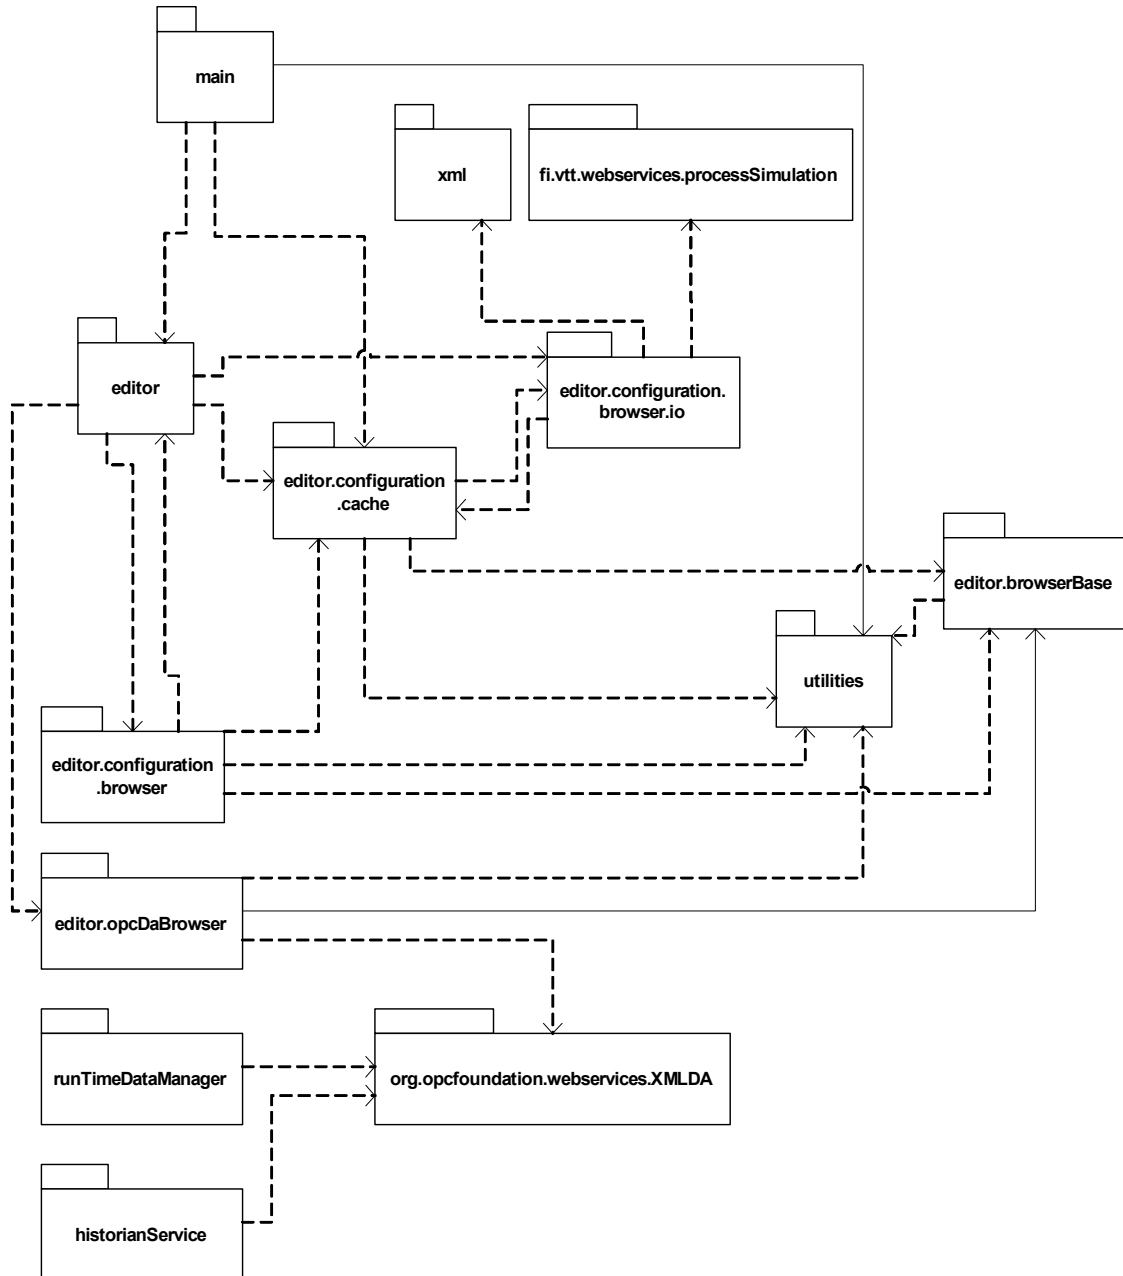 main
xml
fi.vtt.webservices.processSimulation
editor
editor.configuration.
browser.io
editor.configuration
.cache
editor.browserBase
utilities
editor.configuration
.browser
editor.opcDaBrowser
runTimeDataManager
org.opcfoundation.webservices.XMLDA
historianService